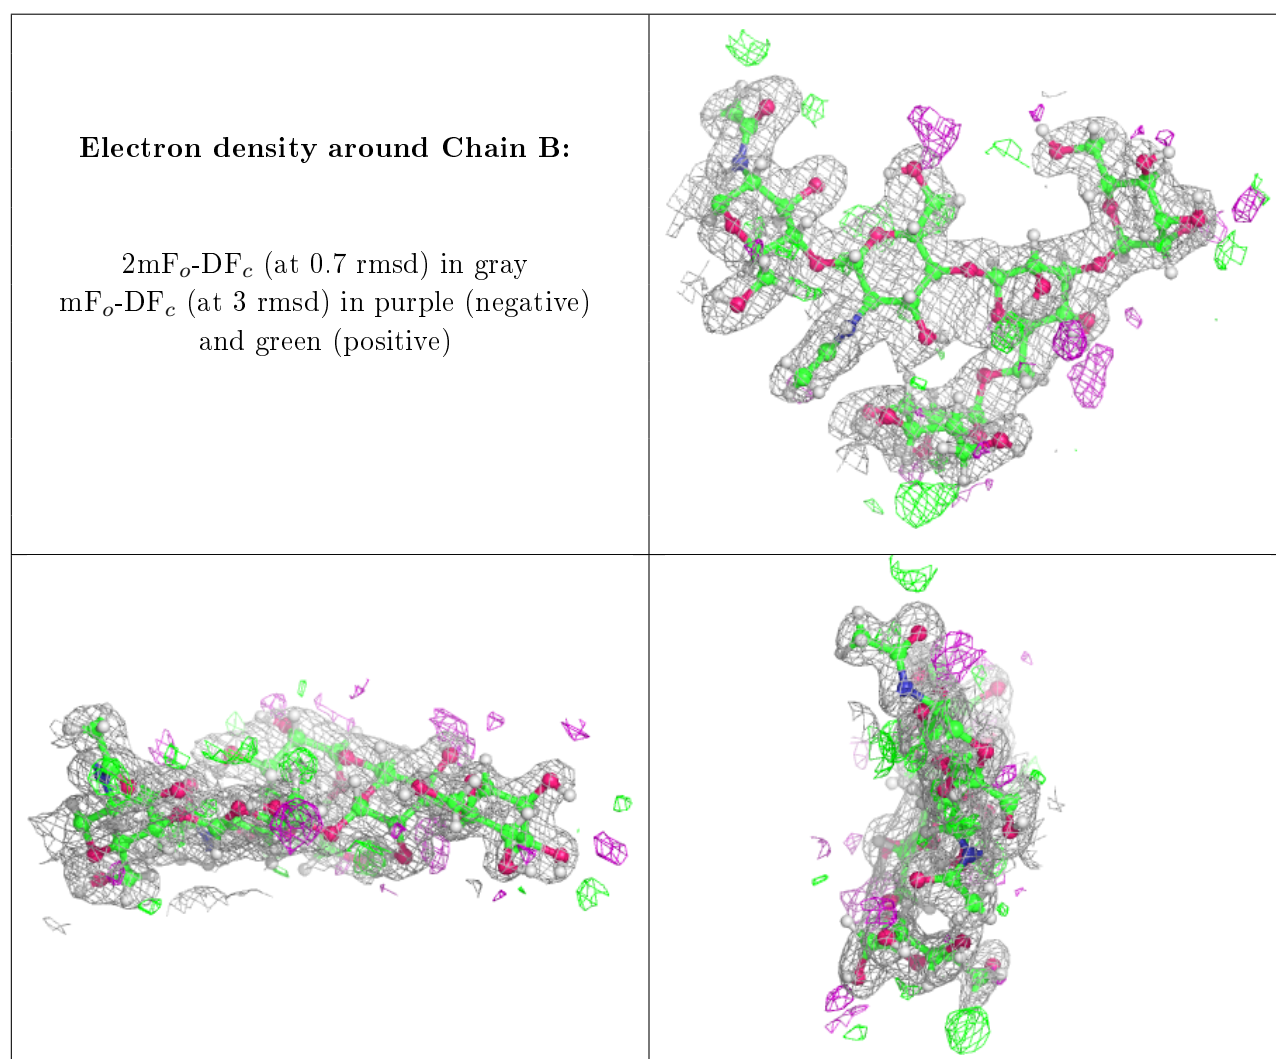 Electron density around Chain B:
2mFₒ-DF𝒸 (at 0.7 rmsd) in gray
mFₒ-DF𝒸 (at 3 rmsd) in purple (negative)
and green (positive)